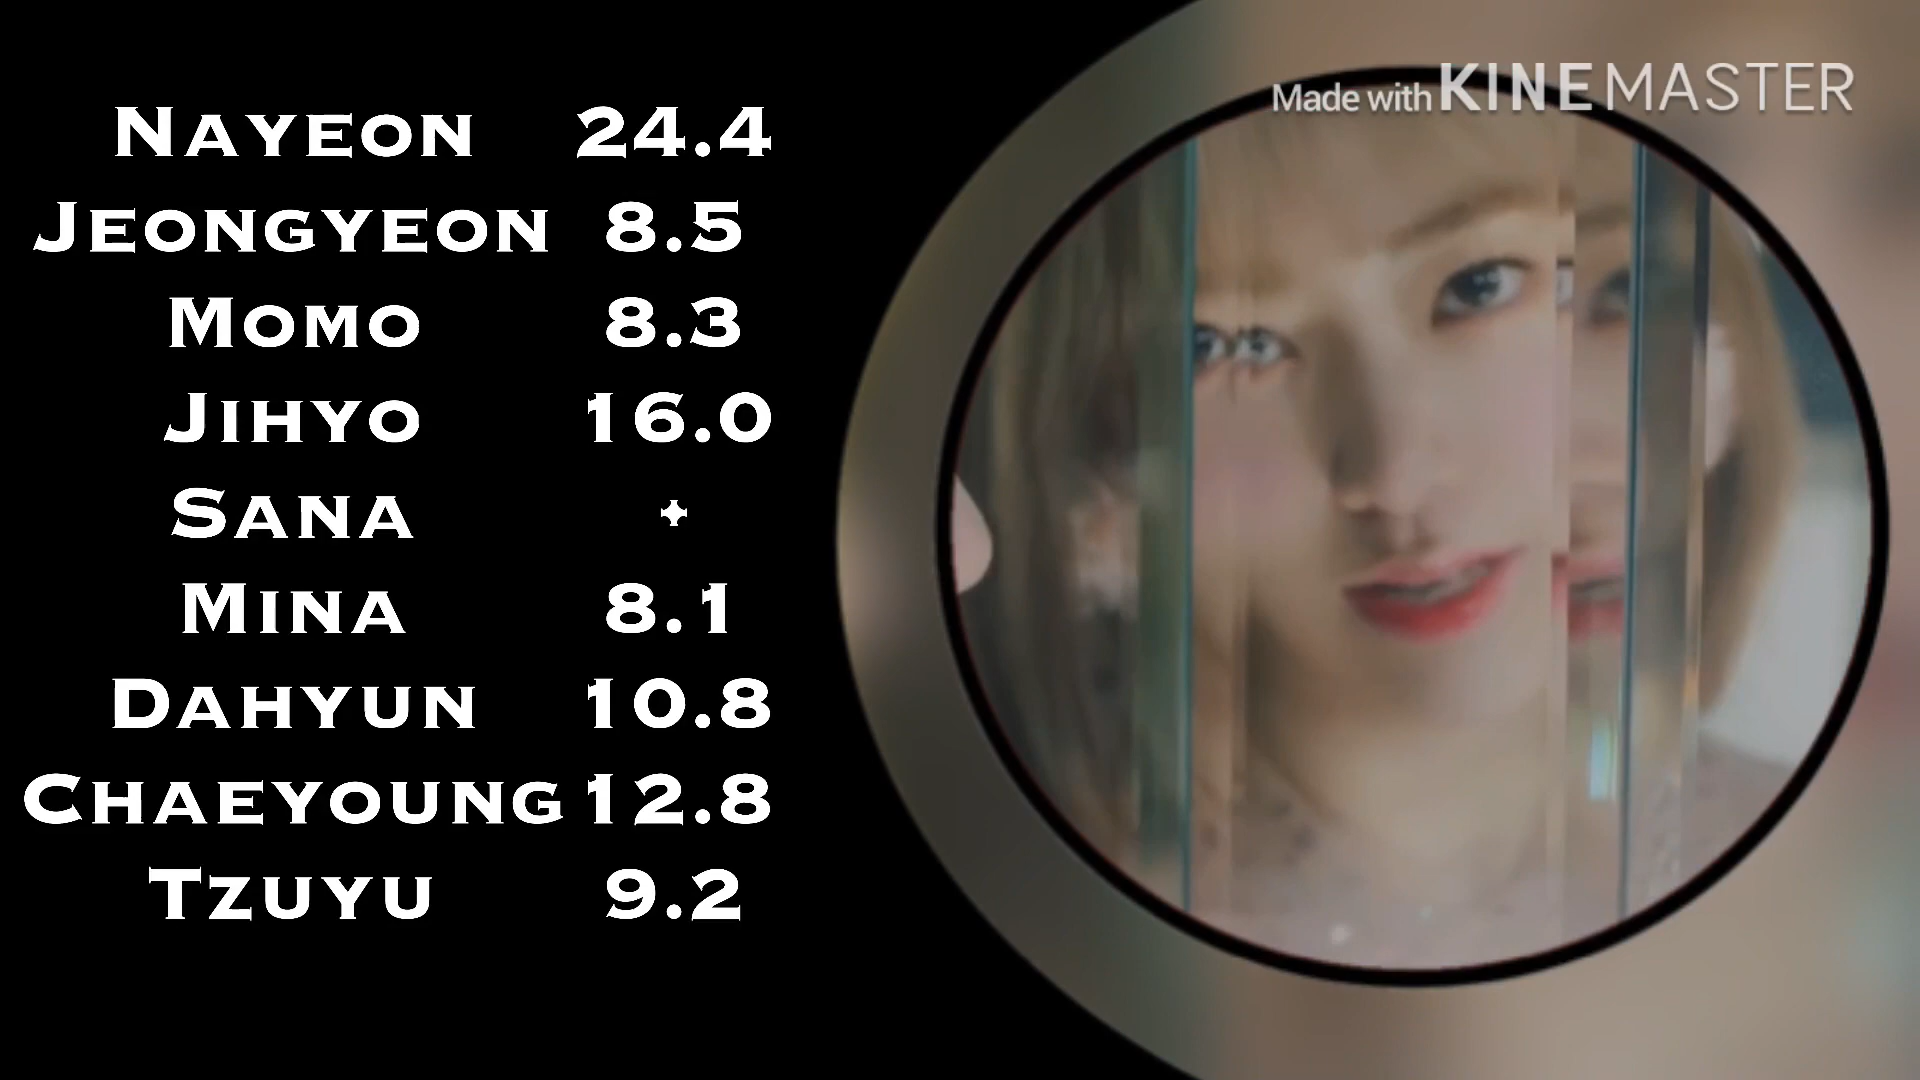 Made with KINEMASTER
NAYEON 24.4
JEONGYEON 8.5
MOMO 8.3
JIHYO 16.0
SANA +
MINA 8.1
DAHYUN 10.8
CHAEYOUNG 12.8
TZUYU 9.2